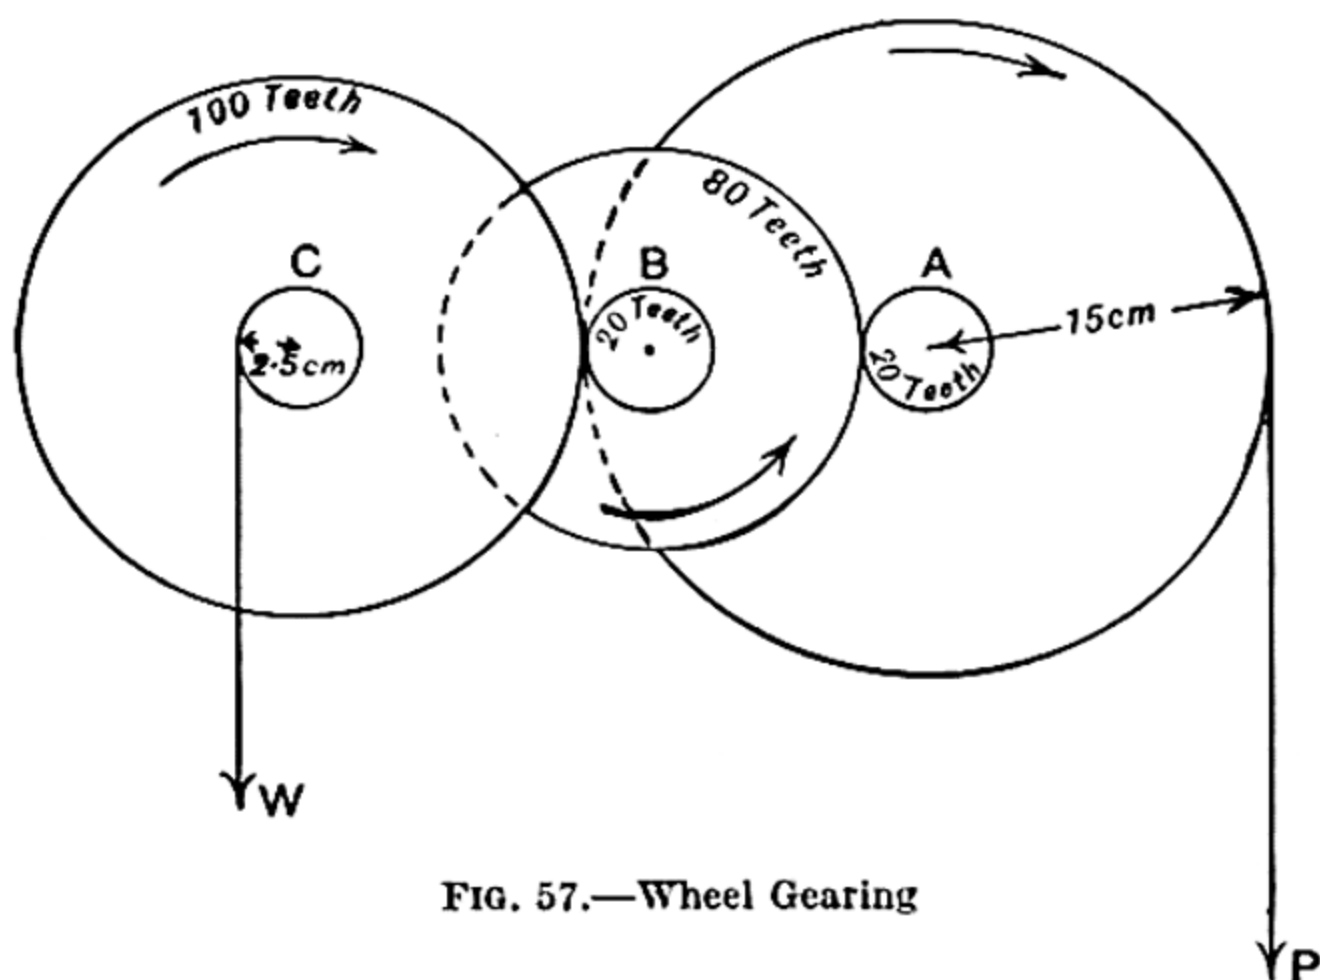 100 Teeth
80 Teeth
C
B
A
20 Teeth
15cm
2·5cm
20 Teeth
W
FIG. 57.—Wheel Gearing
P